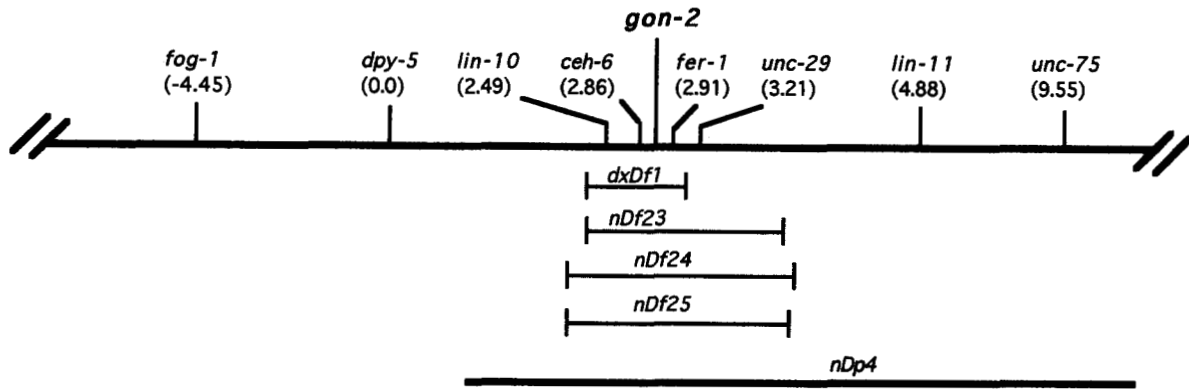 gon-2
fog-1 dpy-5 lin-10 ceh-6 fer-1 unc-29 lin-11 unc-75
(-4.45) (0.0) (2.49) (2.86) (2.91) (3.21) (4.88) (9.55)
dxDf1
nDf23
nDf24
nDf25
nDp4